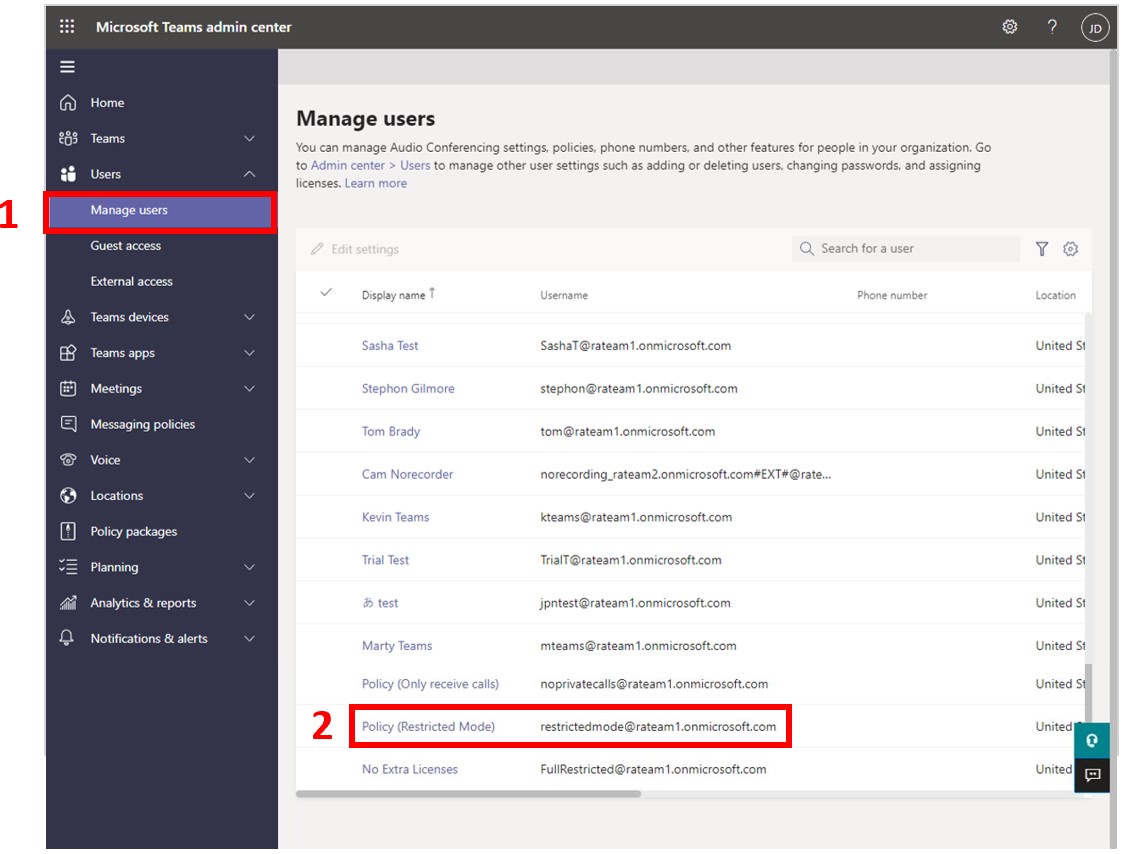 Microsoft Teams admin center
?
JD
Home
Teams
Users
1
Manage users
Guest access
External access
Teams devices
Teams apps
Meetings
Messaging policies
Voice
Locations
Policy packages
Planning
Analytics & reports
Notifications & alerts
Manage users
You can manage Audio Conferencing settings, policies, phone numbers, and other features for people in your organization. Go
to Admin center > Users to manage other user settings such as adding or deleting users, changing passwords, and assigning
licenses. Learn more
Edit settings
Search for a user
Display name ↑ Username Phone number Location
Sasha Test SashaT@rateam1.onmicrosoft.com United St
Stephon Gilmore stephon@rateam1.onmicrosoft.com United St
Tom Brady tom@rateam1.onmicrosoft.com United St
Cam Norecorder norecording_rateam2.onmicrosoft.com#EXT#@rate... United St
Kevin Teams kteams@rateam1.onmicrosoft.com United St
Trial Test TrialT@rateam1.onmicrosoft.com United St
あ test jpntest@rateam1.onmicrosoft.com United St
Marty Teams mteams@rateam1.onmicrosoft.com United St
Policy (Only receive calls) noprivatecalls@rateam1.onmicrosoft.com United St
2 Policy (Restricted Mode) restrictedmode@rateam1.onmicrosoft.com United
No Extra Licenses FullRestricted@rateam1.onmicrosoft.com United